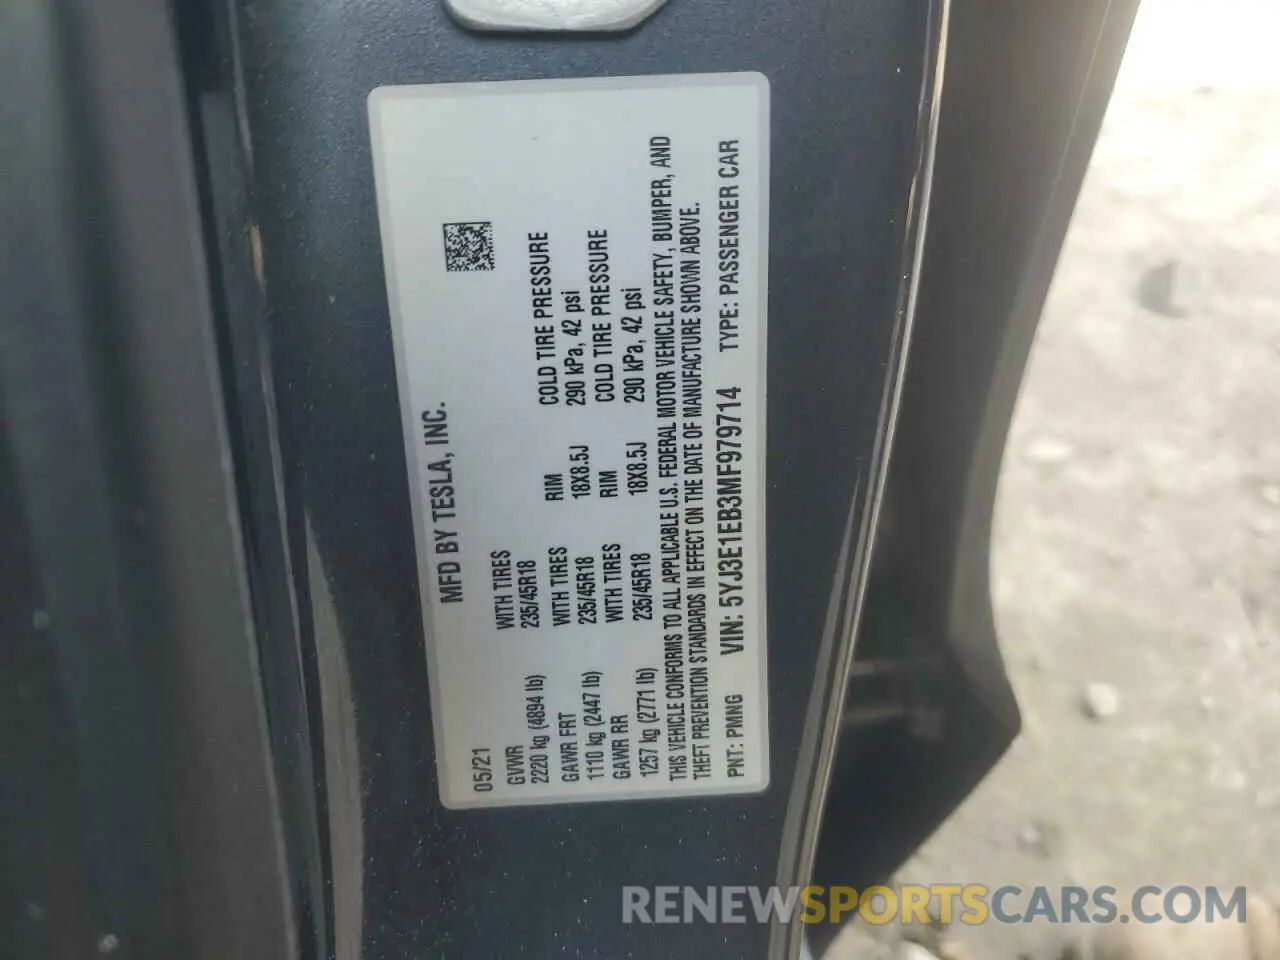 MFD BY TESLA, INC.
05/21
GVWR WITH TIRES RIM COLD TIRE PRESSURE
2220 kg (4894 lb) 235/45R18 18X8.5J 290 kPa, 42 psi
GAWR FRT WITH TIRES RIM COLD TIRE PRESSURE
1110 kg (2447 lb) 235/45R18 18X8.5J 290 kPa, 42 psi
GAWR RR WITH TIRES
1257 kg (2771 lb) 235/45R18
THIS VEHICLE CONFORMS TO ALL APPLICABLE U.S. FEDERAL MOTOR VEHICLE SAFETY, BUMPER, AND
THEFT PREVENTION STANDARDS IN EFFECT ON THE DATE OF MANUFACTURE SHOWN ABOVE.
PNT: PMNG VIN: 5YJ3E1EB3MF979714 TYPE: PASSENGER CAR
RENEWSPORTSCARS.COM